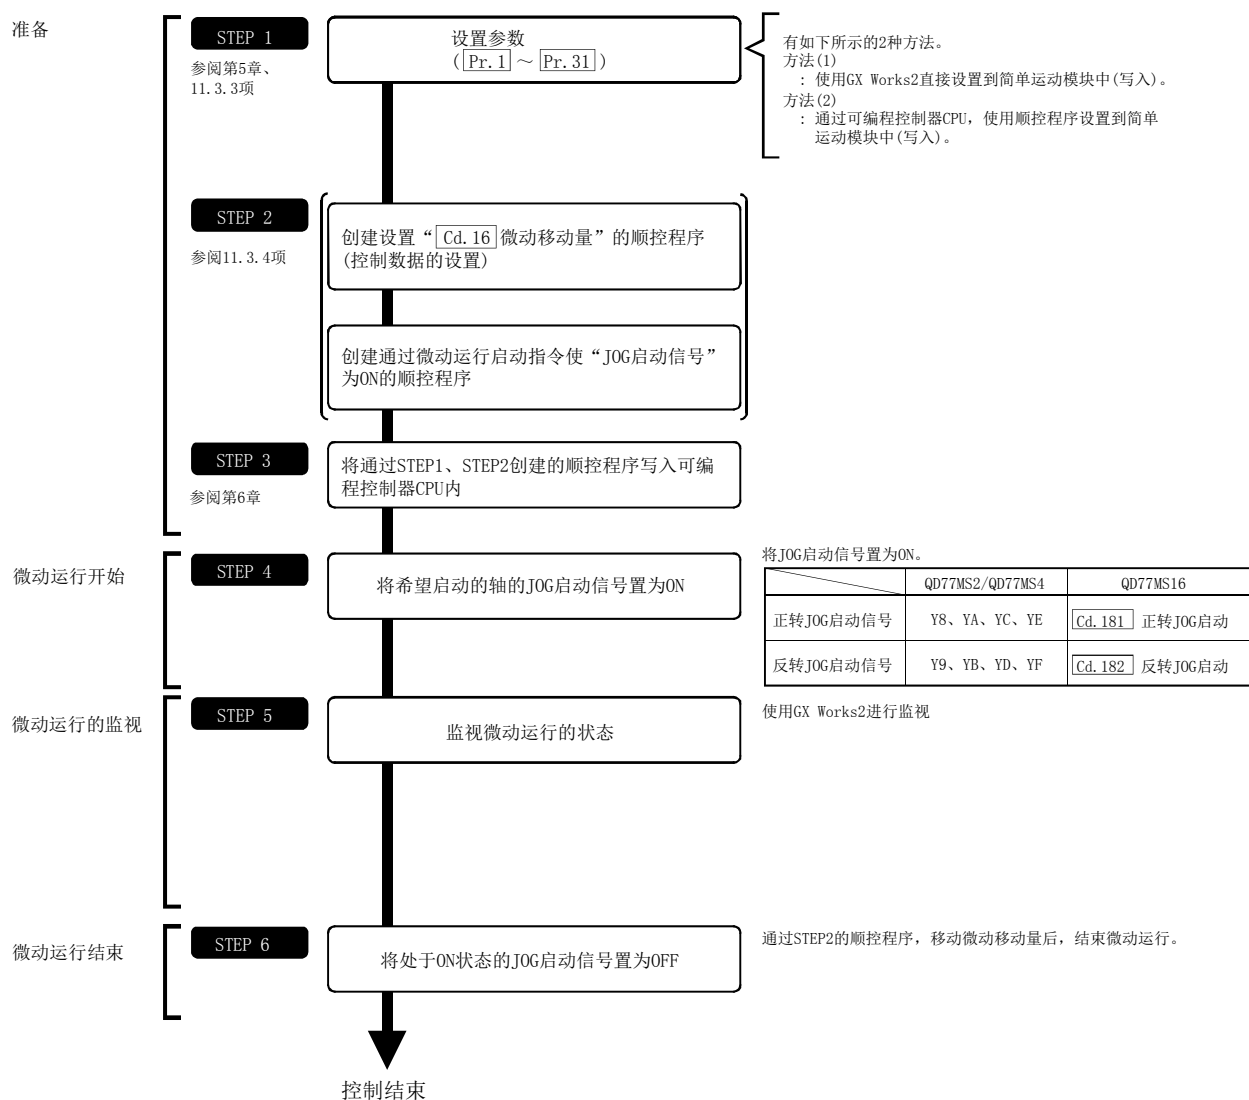 准备
STEP 1
参阅第5章、
11.3.3项
设置参数
(Pr.1～Pr.31)
有如下所示的2种方法。
方法(1)
: 使用GX Works2直接设置到简单运动模块中(写入)。
方法(2)
: 通过可编程控制器CPU，使用顺控程序设置到简单
运动模块中(写入)。
STEP 2
参阅11.3.4项
创建设置“Cd.16微动移动量”的顺控程序
(控制数据的设置)
创建通过微动运行启动指令使“JOG启动信号”
为ON的顺控程序
STEP 3
参阅第6章
将通过STEP1、STEP2创建的顺控程序写入可编
程控制器CPU内
微动运行开始
STEP 4
将希望启动的轴的JOG启动信号置为ON
将JOG启动信号置为ON。
QD77MS2/QD77MS4 QD77MS16
正转JOG启动信号 Y8、YA、YC、YE Cd.181 正转JOG启动
反转JOG启动信号 Y9、YB、YD、YF Cd.182 反转JOG启动
微动运行的监视
STEP 5
监视微动运行的状态
使用GX Works2进行监视
微动运行结束
STEP 6
将处于ON状态的JOG启动信号置为OFF
通过STEP2的顺控程序，移动微动移动量后，结束微动运行。
控制结束